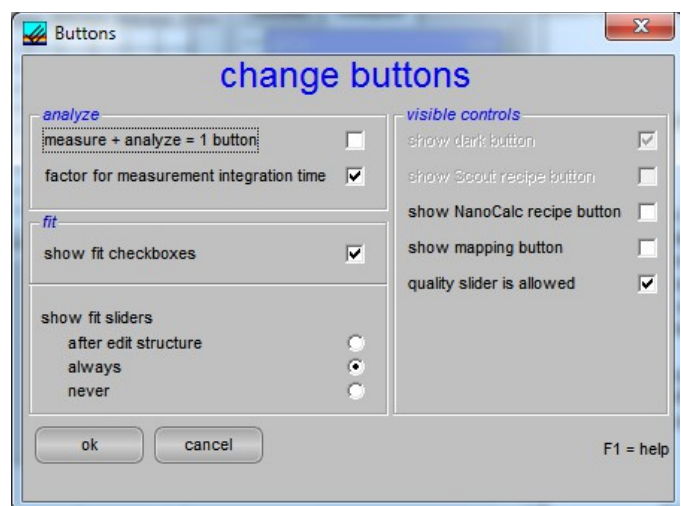 Buttons
change buttons
analyze
measure + analyze = 1 button
factor for measurement integration time
fit
show fit checkboxes
show fit sliders
after edit structure
always
never
visible controls
show dark button
show Scout recipe button
show NanoCalc recipe button
show mapping button
quality slider is allowed
ok
cancel
F1 = help